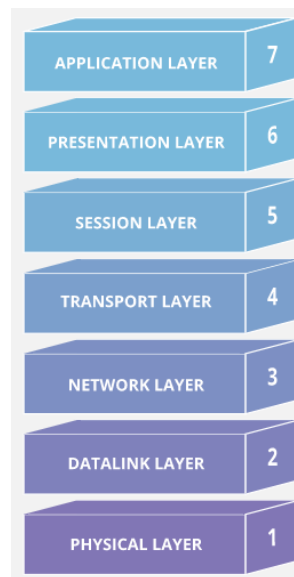 APPLICATION LAYER 7
PRESENTATION LAYER 6
SESSION LAYER 5
TRANSPORT LAYER 4
NETWORK LAYER 3
DATALINK LAYER 2
PHYSICAL LAYER 1